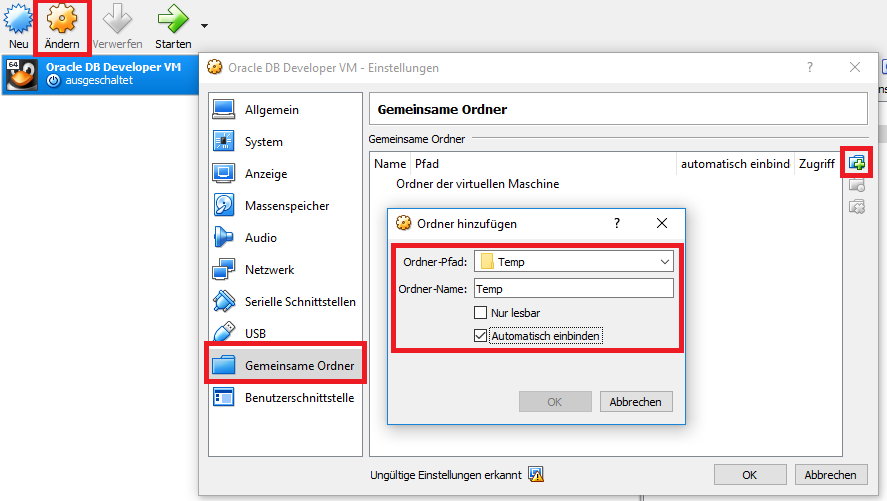 Neu Ändern Verwerfen Starten
64
Oracle DB Developer VM
ausgeschaltet
Oracle DB Developer VM - Einstellungen ?
Allgemein
System
Anzeige
Massenspeicher
Audio
Netzwerk
Serielle Schnittstellen
USB
Gemeinsame Ordner
Benutzerschnittstelle
Gemeinsame Ordner
Gemeinsame Ordner
Name Pfad automatisch einbind Zugriff
Ordner der virtuellen Maschine
Ordner hinzufügen ?
Ordner-Pfad: Temp
Ordner-Name: Temp
Nur lesbar
Automatisch einbinden
OK Abbrechen
Ungültige Einstellungen erkannt OK Abbrechen